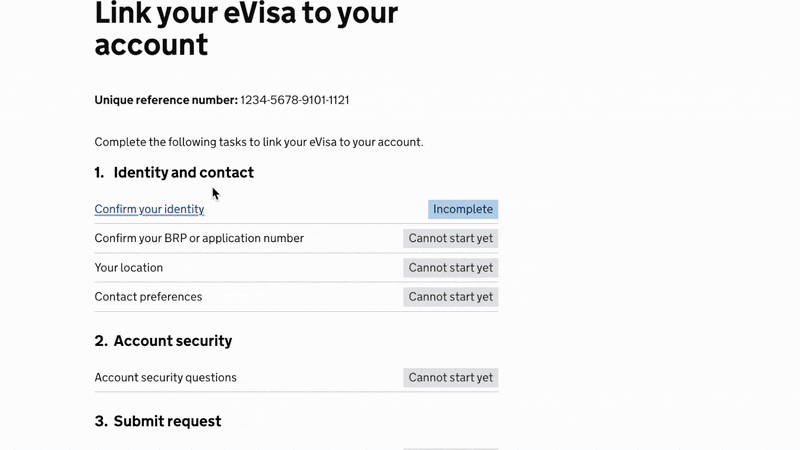 Link your eVisa to your
account
Unique reference number: 1234-5678-9101-1121
Complete the following tasks to link your eVisa to your account.
1. Identity and contact
Confirm your identity Incomplete
Confirm your BRP or application number Cannot start yet
Your location Cannot start yet
Contact preferences Cannot start yet
2. Account security
Account security questions Cannot start yet
3. Submit request